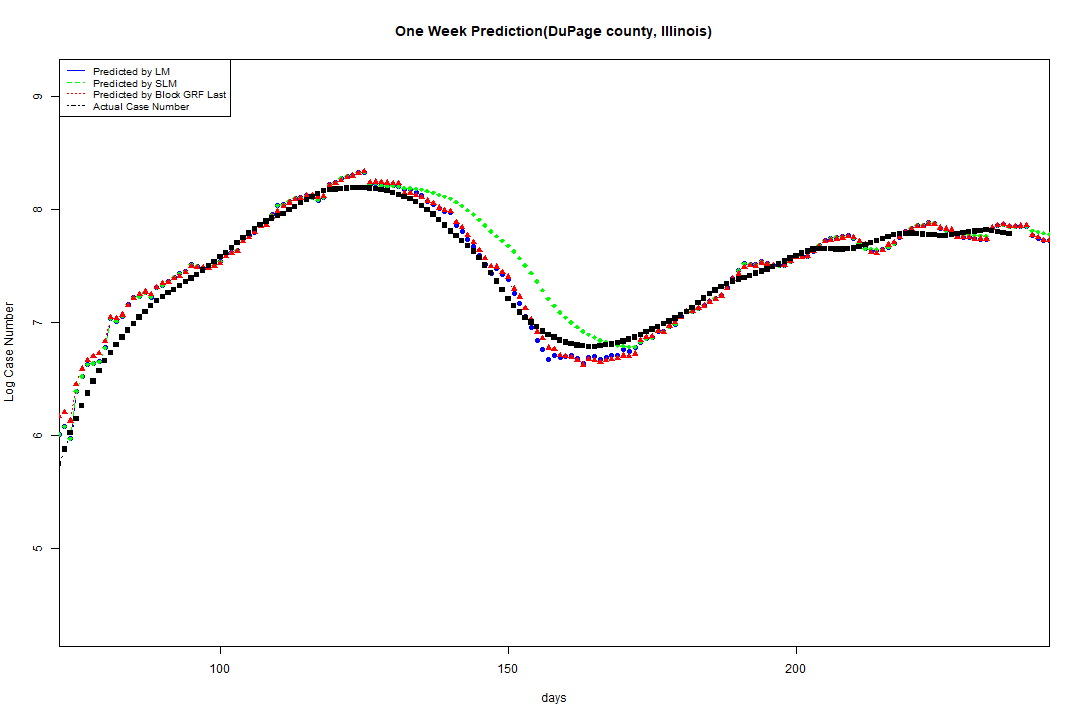 One Week Prediction(DuPage county, Illinois)
Predicted by LM
Predicted by SLM
Predicted by Block GRF Last
Actual Case Number
9
8
7
6
5
Log Case Number
100
150
200
days